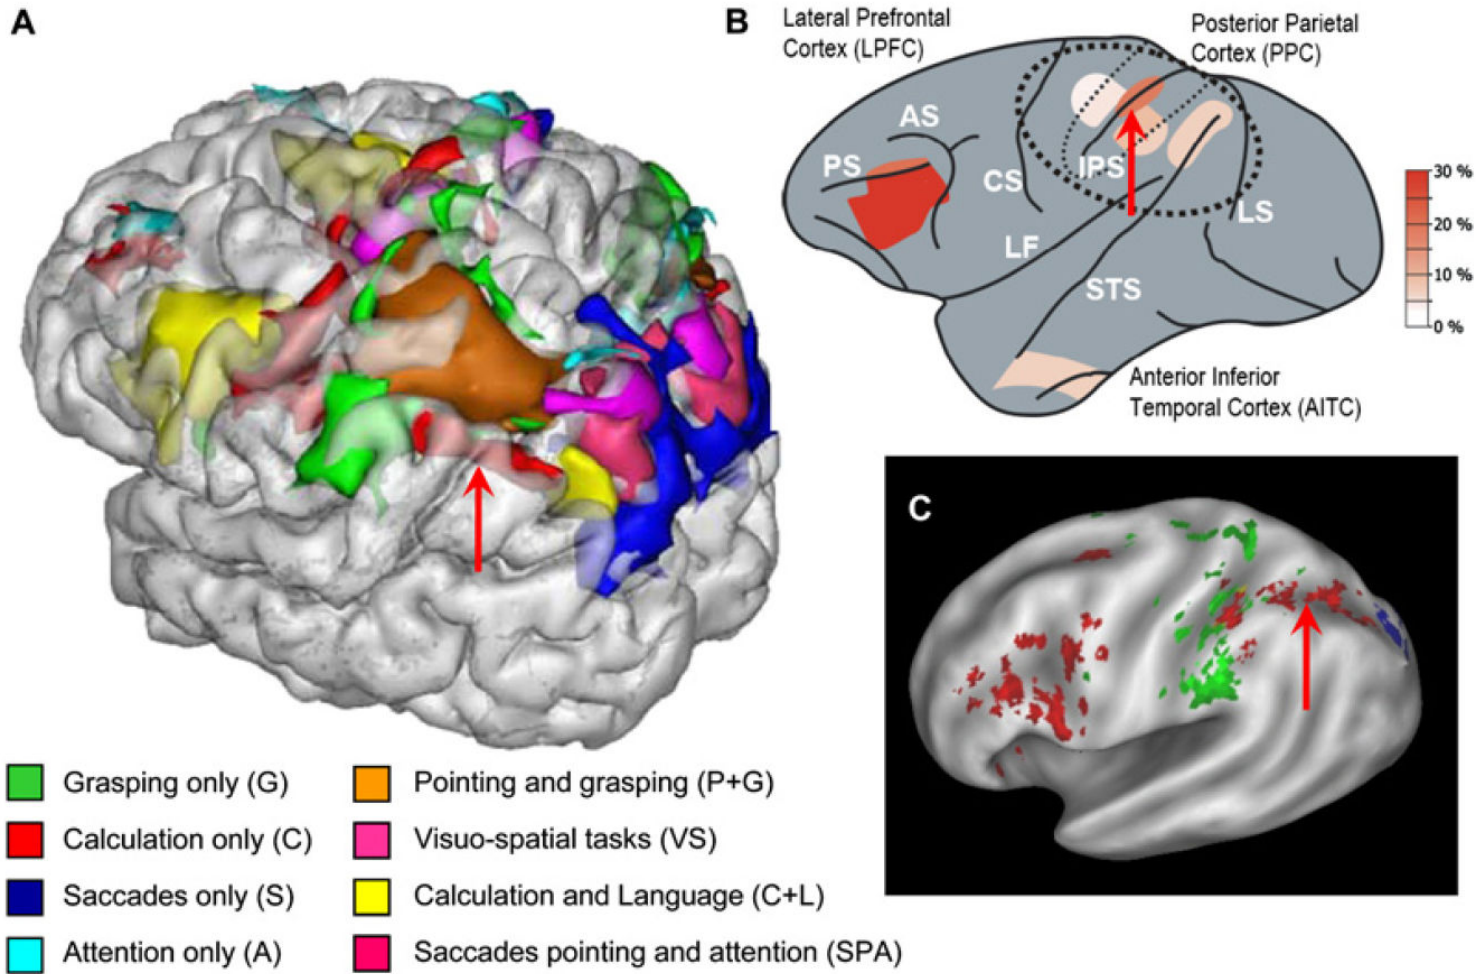 A
B
Lateral Prefrontal
Cortex (LPFC)
Posterior Parietal
Cortex (PPC)
AS
PS
CS
IPS
LS
LF
STS
30 %
20 %
10 %
0 %
Anterior Inferior
Temporal Cortex (AITC)
C
Grasping only (G)
Calculation only (C)
Saccades only (S)
Attention only (A)
Pointing and grasping (P+G)
Visuo-spatial tasks (VS)
Calculation and Language (C+L)
Saccades pointing and attention (SPA)